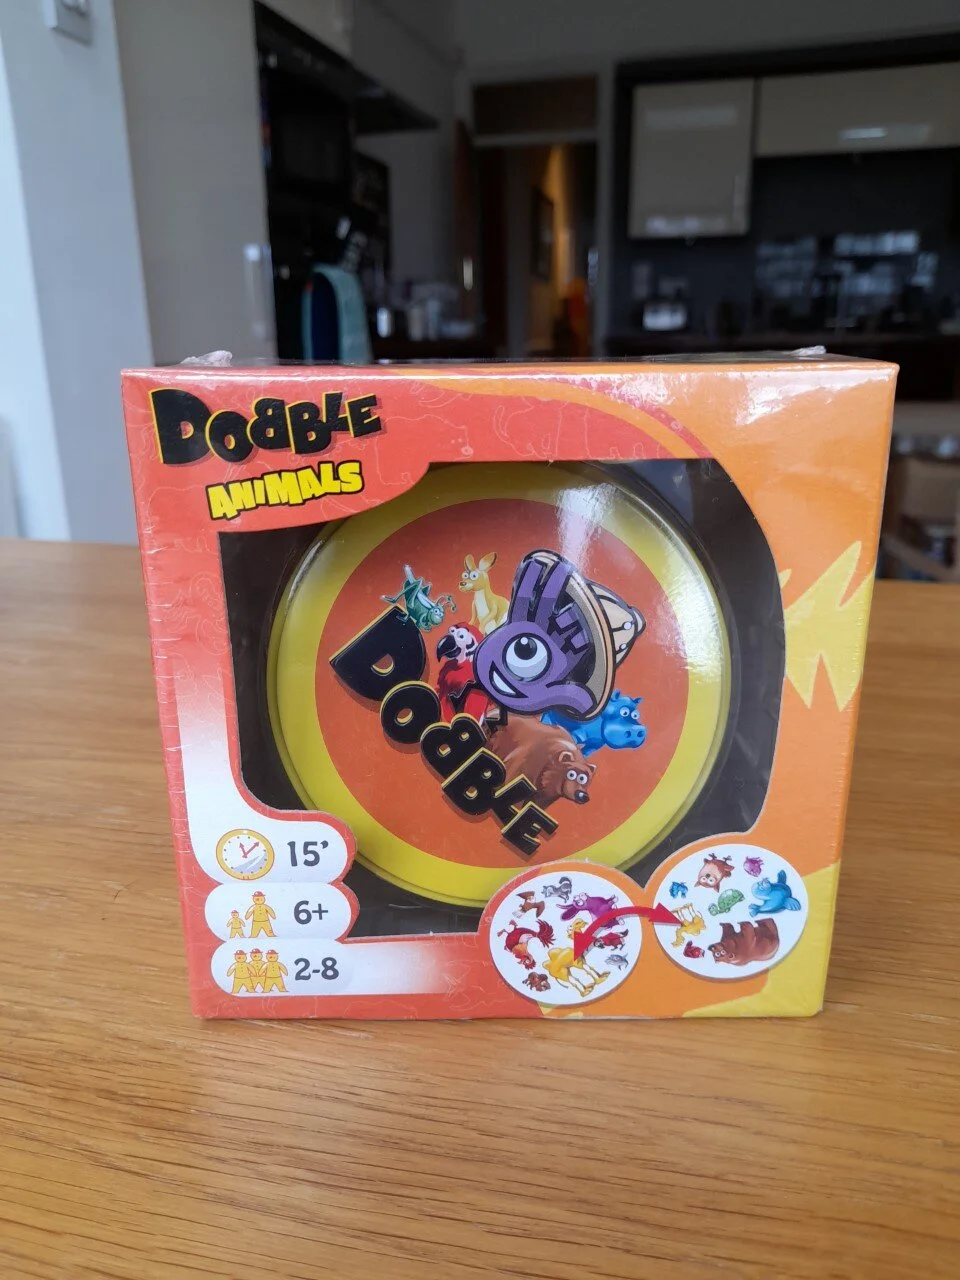 DOBBLE
ANIMALS
DOBBLE
15'
6+
2-8